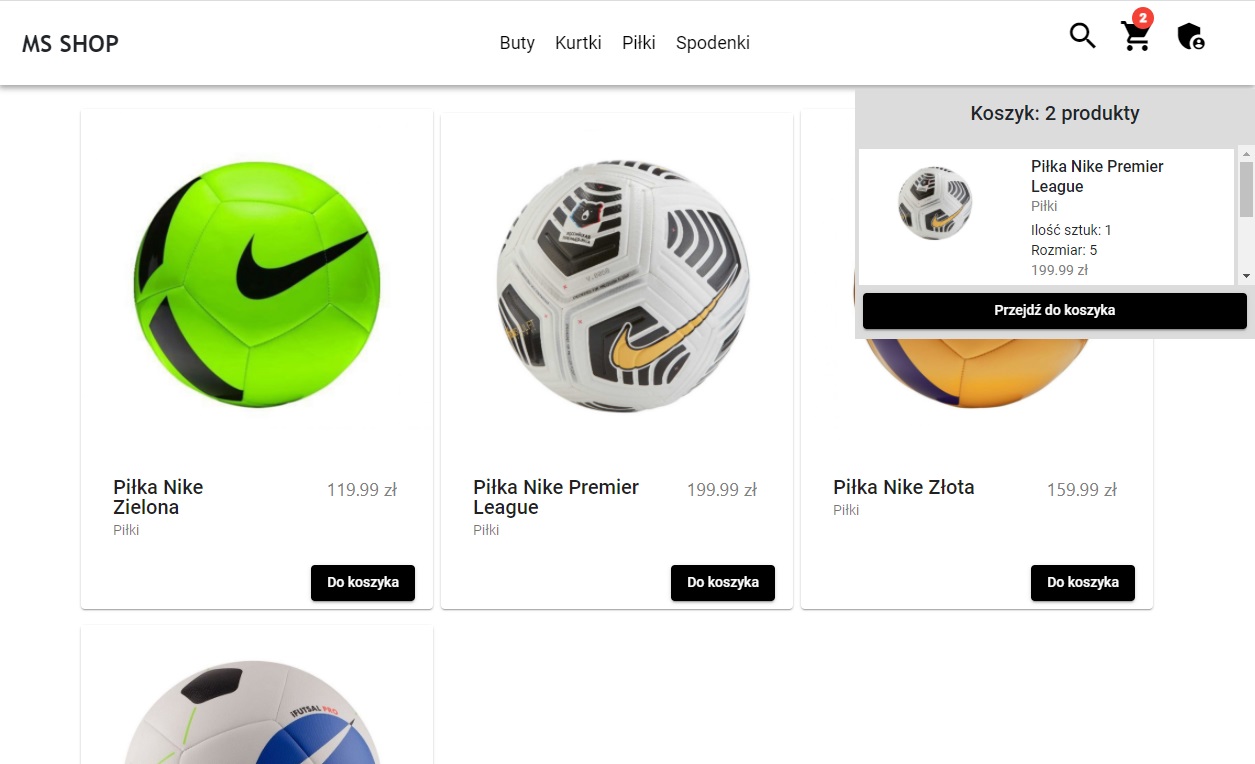 MS SHOP
Buty
Kurtki
Piłki
Spodenki
2
Koszyk: 2 produkty
Piłka Nike Premier
League
Piłki
Ilość sztuk: 1
Rozmiar: 5
199.99 zł
Przejdź do koszyka
Piłka Nike
Zielona
119.99 zł
Piłki
Do koszyka
Piłka Nike Premier
League
199.99 zł
Piłki
Do koszyka
Piłka Nike Złota
159.99 zł
Piłki
Do koszyka
FUTSAL PRO